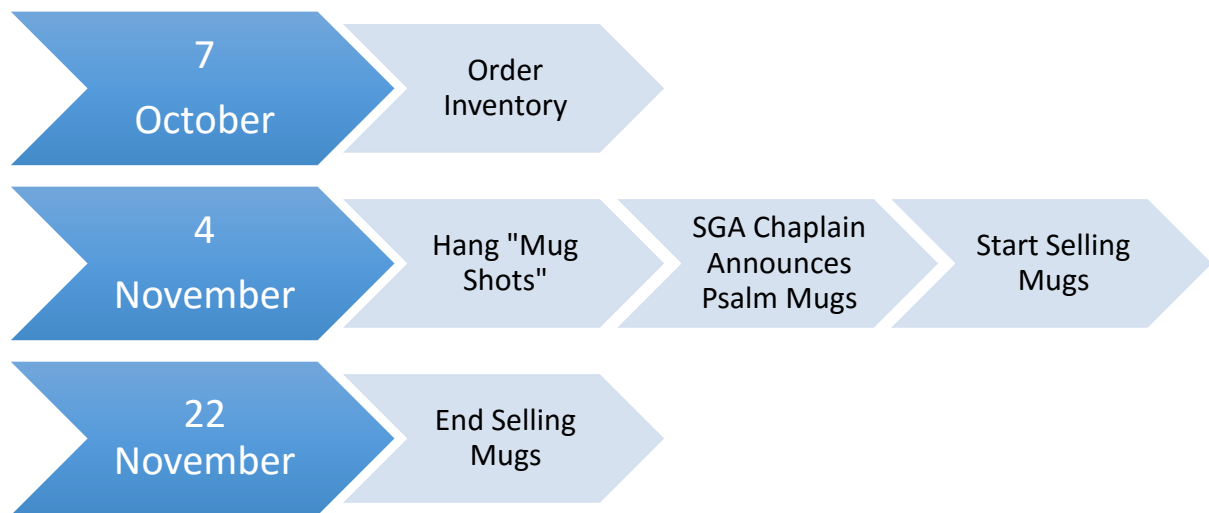 7
October
Order
Inventory
4
November
Hang "Mug
Shots"
SGA Chaplain
Announces
Psalm Mugs
Start Selling
Mugs
22
November
End Selling
Mugs